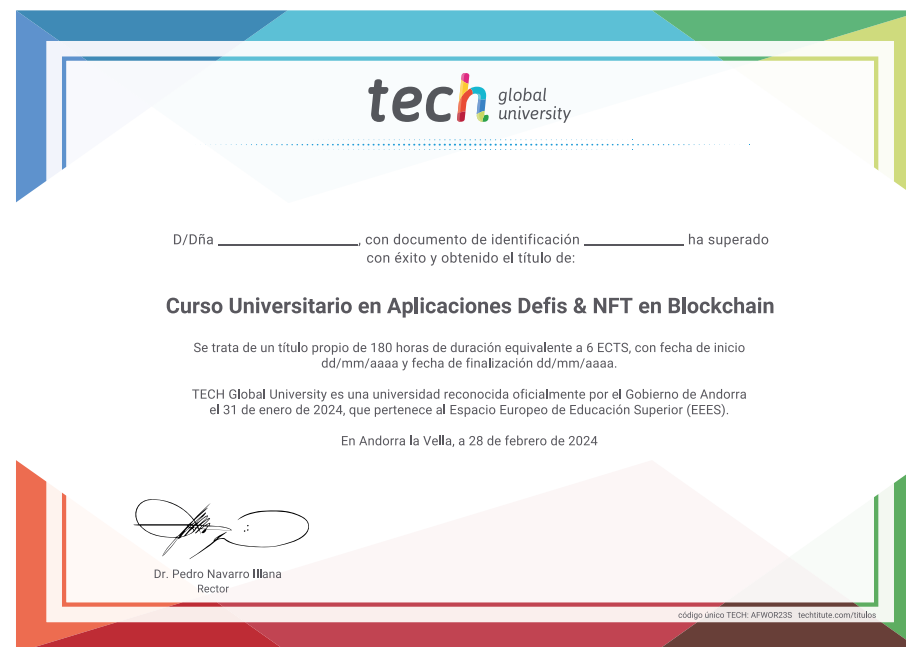 tech global university
D/Dña ____________________, con documento de identificación ______________ ha superado
con éxito y obtenido el título de:
Curso Universitario en Aplicaciones Defis & NFT en Blockchain
Se trata de un título propio de 180 horas de duración equivalente a 6 ECTS, con fecha de inicio
dd/mm/aaaa y fecha de finalización dd/mm/aaaa.
TECH Global University es una universidad reconocida oficialmente por el Gobierno de Andorra
el 31 de enero de 2024, que pertenece al Espacio Europeo de Educación Superior (EEES).
En Andorra la Vella, a 28 de febrero de 2024
Dr. Pedro Navarro Illana
Rector
código único TECH: AFWOR23S techtitute.com/titulos